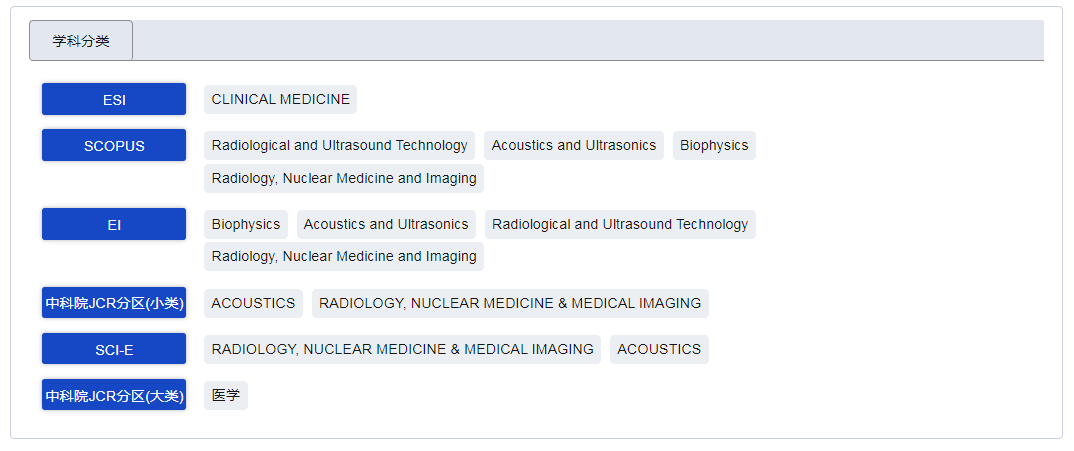 学科分类
ESI CLINICAL MEDICINE
SCOPUS Radiological and Ultrasound Technology Acoustics and Ultrasonics Biophysics
Radiology, Nuclear Medicine and Imaging
EI Biophysics Acoustics and Ultrasonics Radiological and Ultrasound Technology
Radiology, Nuclear Medicine and Imaging
中科院JCR分区(小类) ACOUSTICS RADIOLOGY, NUCLEAR MEDICINE & MEDICAL IMAGING
SCI-E RADIOLOGY, NUCLEAR MEDICINE & MEDICAL IMAGING ACOUSTICS
中科院JCR分区(大类) 医学